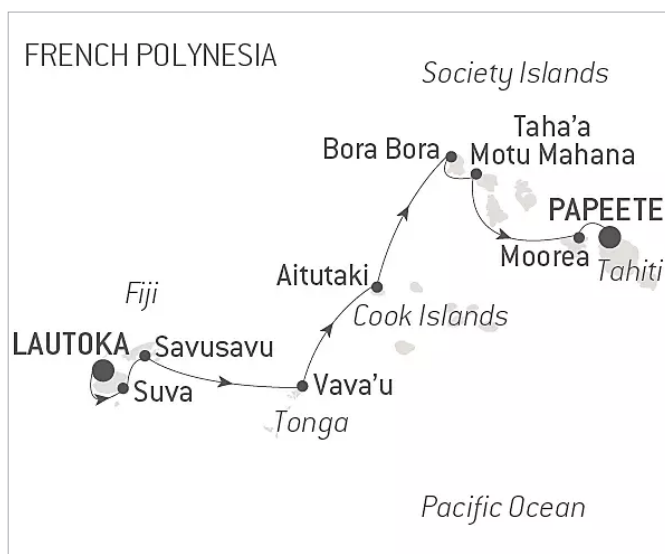 FRENCH POLYNESIA
Society Islands
Taha'a
Bora Bora
Motu Mahana
PAPEETE
Moorea
Tahiti
Aitutaki
Fiji
Cook Islands
LAUTOKA
Savusavu
Suva
Vava'u
Tonga
Pacific Ocean